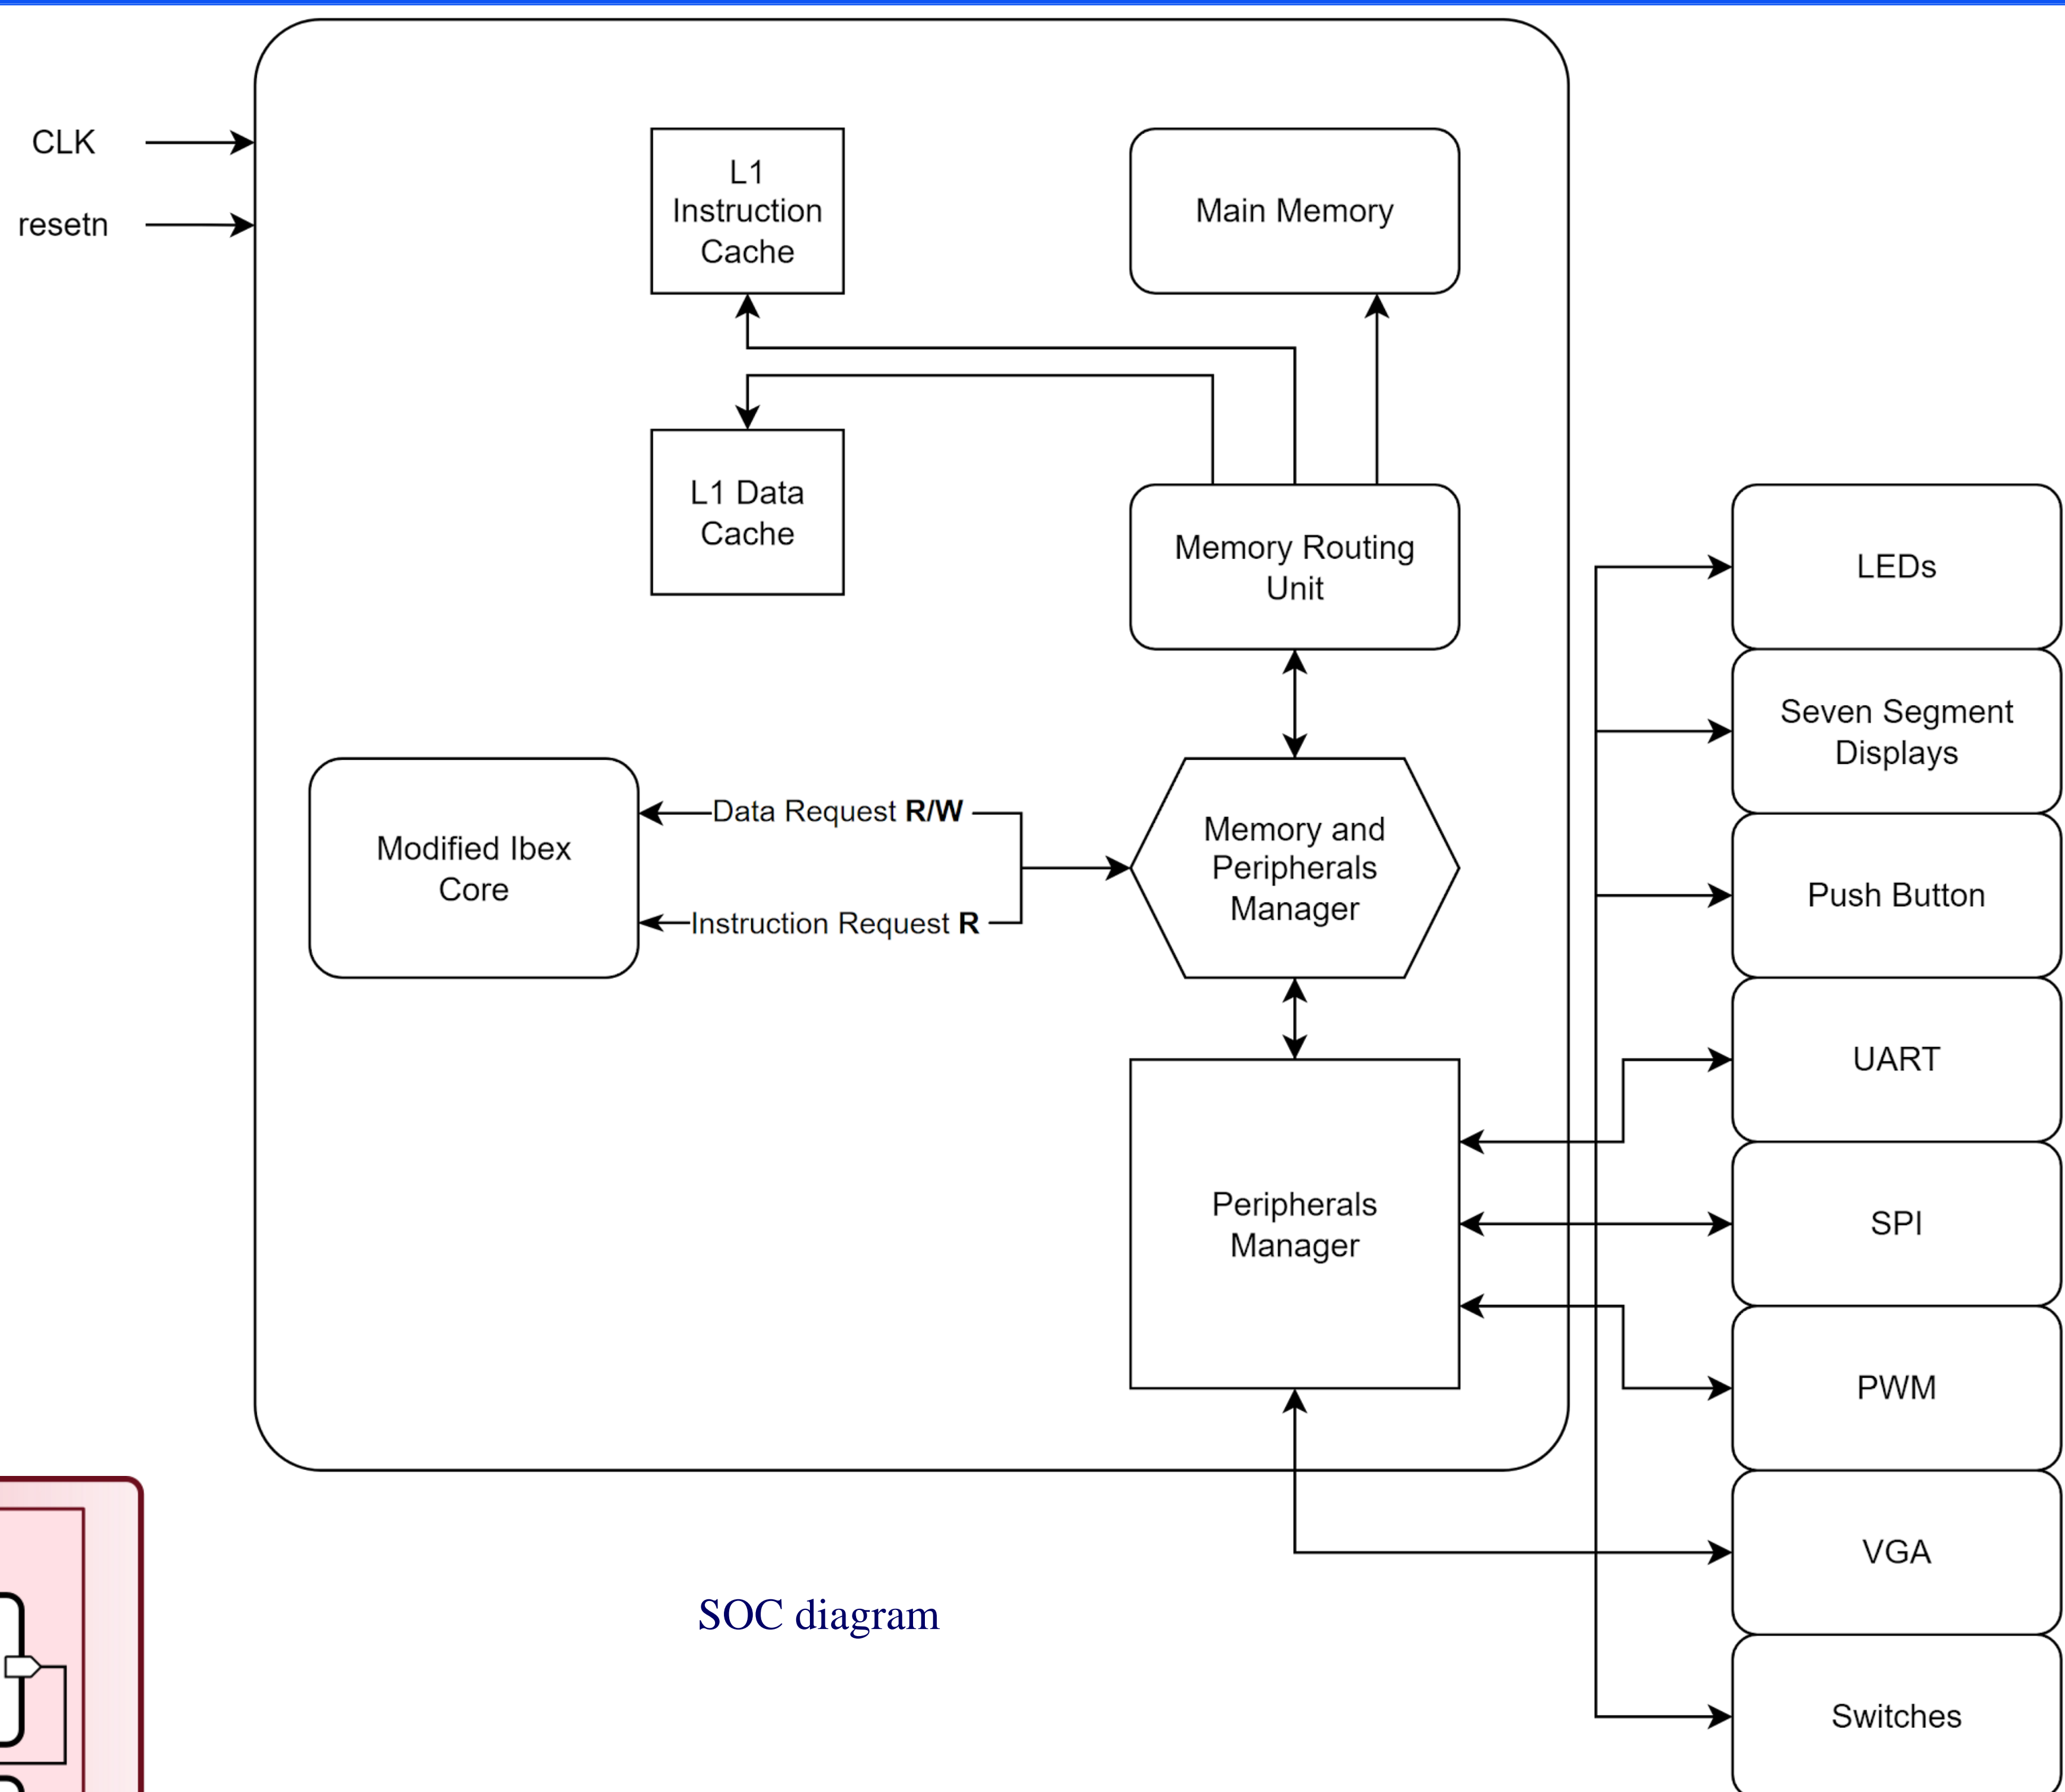 CLK
resetn
L1
Instruction
Cache
Main Memory
L1 Data
Cache
Memory Routing
Unit
Modified Ibex
Core
Data Request R/W
Instruction Request R
Memory and
Peripherals
Manager
Peripherals
Manager
LEDs
Seven Segment
Displays
Push Button
UART
SPI
PWM
VGA
Switches
SOC diagram